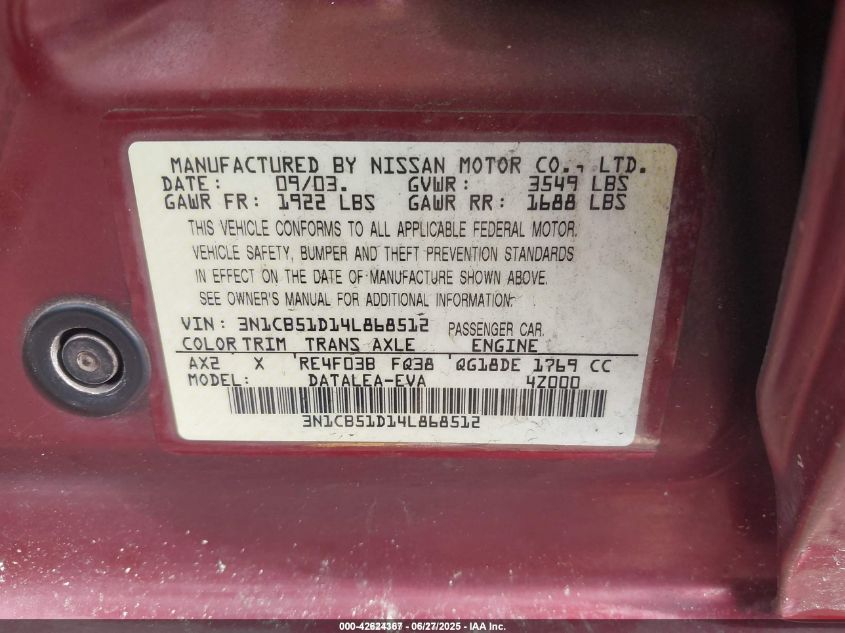 MANUFACTURED BY NISSAN MOTOR CO., LTD.
DATE: 09/03. GVWR: 3549 LBS
GAWR FR: 1922 LBS GAWR RR: 1688 LBS
THIS VEHICLE CONFORMS TO ALL APPLICABLE FEDERAL MOTOR.
VEHICLE SAFETY, BUMPER AND THEFT PREVENTION STANDARDS
IN EFFECT ON THE DATE OF MANUFACTURE SHOWN ABOVE.
SEE OWNER'S MANUAL FOR ADDITIONAL INFORMATION:
VIN: 3N1CB51D14L868512 PASSENGER CAR.
COLOR TRIM TRANS AXLE ENGINE
AX2 X RE4F03B FQ38 QG18DE 1769 CC
MODEL: DATALEA-EVA 4Z000
3N1CB51D14L868512
000-42624367 - 06/27/2025 - IAA Inc.